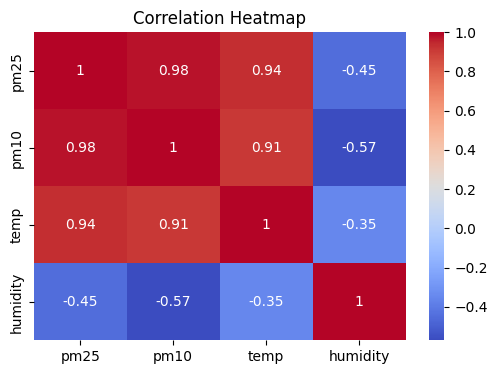 Correlation Heatmap
pm25 1 0.98 0.94 -0.45
pm10 0.98 1 0.91 -0.57
temp 0.94 0.91 1 -0.35
humidity -0.45 -0.57 -0.35 1
pm25 pm10 temp humidity
1.0
0.8
0.6
0.4
0.2
0.0
−0.2
−0.4